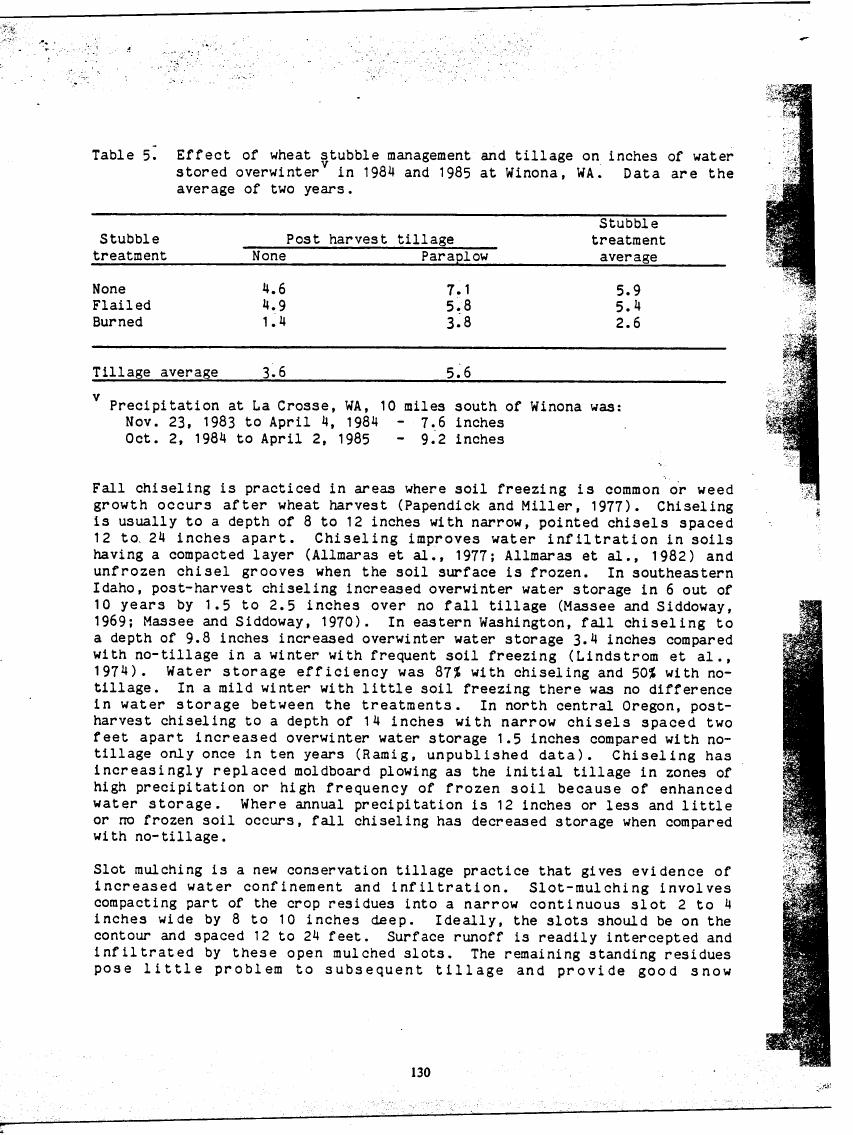 Table 5. Effect of wheat stubble management and tillage on inches of water
stored overwinter v in 1984 and 1985 at Winona, WA. Data are the
average of two years.
Stubble
Stubble Post harvest tillage treatment
treatment None Paraplow average
None 4.6 7.1 5.9
Flailed 4.9 5.8 5.4
Burned 1.4 3.8 2.6
Tillage average 3.6 5.6
v Precipitation at La Crosse, WA, 10 miles south of Winona was:
Nov. 23, 1983 to April 4, 1984 - 7.6 inches
Oct. 2, 1984 to April 2, 1985 - 9.2 inches
Fall chiseling is practiced in areas where soil freezing is common or weed
growth occurs after wheat harvest (Papendick and Miller, 1977). Chiseling
is usually to a depth of 8 to 12 inches with narrow, pointed chisels spaced
12 to 24 inches apart. Chiseling improves water infiltration in soils
having a compacted layer (Allmaras et al., 1977; Allmaras et al., 1982) and
unfrozen chisel grooves when the soil surface is frozen. In southeastern
Idaho, post-harvest chiseling increased overwinter water storage in 6 out of
10 years by 1.5 to 2.5 inches over no fall tillage (Massee and Siddoway,
1969; Massee and Siddoway, 1970). In eastern Washington, fall chiseling to
a depth of 9.8 inches increased overwinter water storage 3.4 inches compared
with no-tillage in a winter with frequent soil freezing (Lindstrom et al.,
1974). Water storage efficiency was 87% with chiseling and 50% with no-
tillage. In a mild winter with little soil freezing there was no difference
in water storage between the treatments. In north central Oregon, post-
harvest chiseling to a depth of 14 inches with narrow chisels spaced two
feet apart increased overwinter water storage 1.5 inches compared with no-
tillage only once in ten years (Ramig, unpublished data). Chiseling has
increasingly replaced moldboard plowing as the initial tillage in zones of
high precipitation or high frequency of frozen soil because of enhanced
water storage. Where annual precipitation is 12 inches or less and little
or no frozen soil occurs, fall chiseling has decreased storage when compared
with no-tillage.
Slot mulching is a new conservation tillage practice that gives evidence of
increased water confinement and infiltration. Slot-mulching involves
compacting part of the crop residues into a narrow continuous slot 2 to 4
inches wide by 8 to 10 inches deep. Ideally, the slots should be on the
contour and spaced 12 to 24 feet. Surface runoff is readily intercepted and
infiltrated by these open mulched slots. The remaining standing residues
pose little problem to subsequent tillage and provide good snow
130